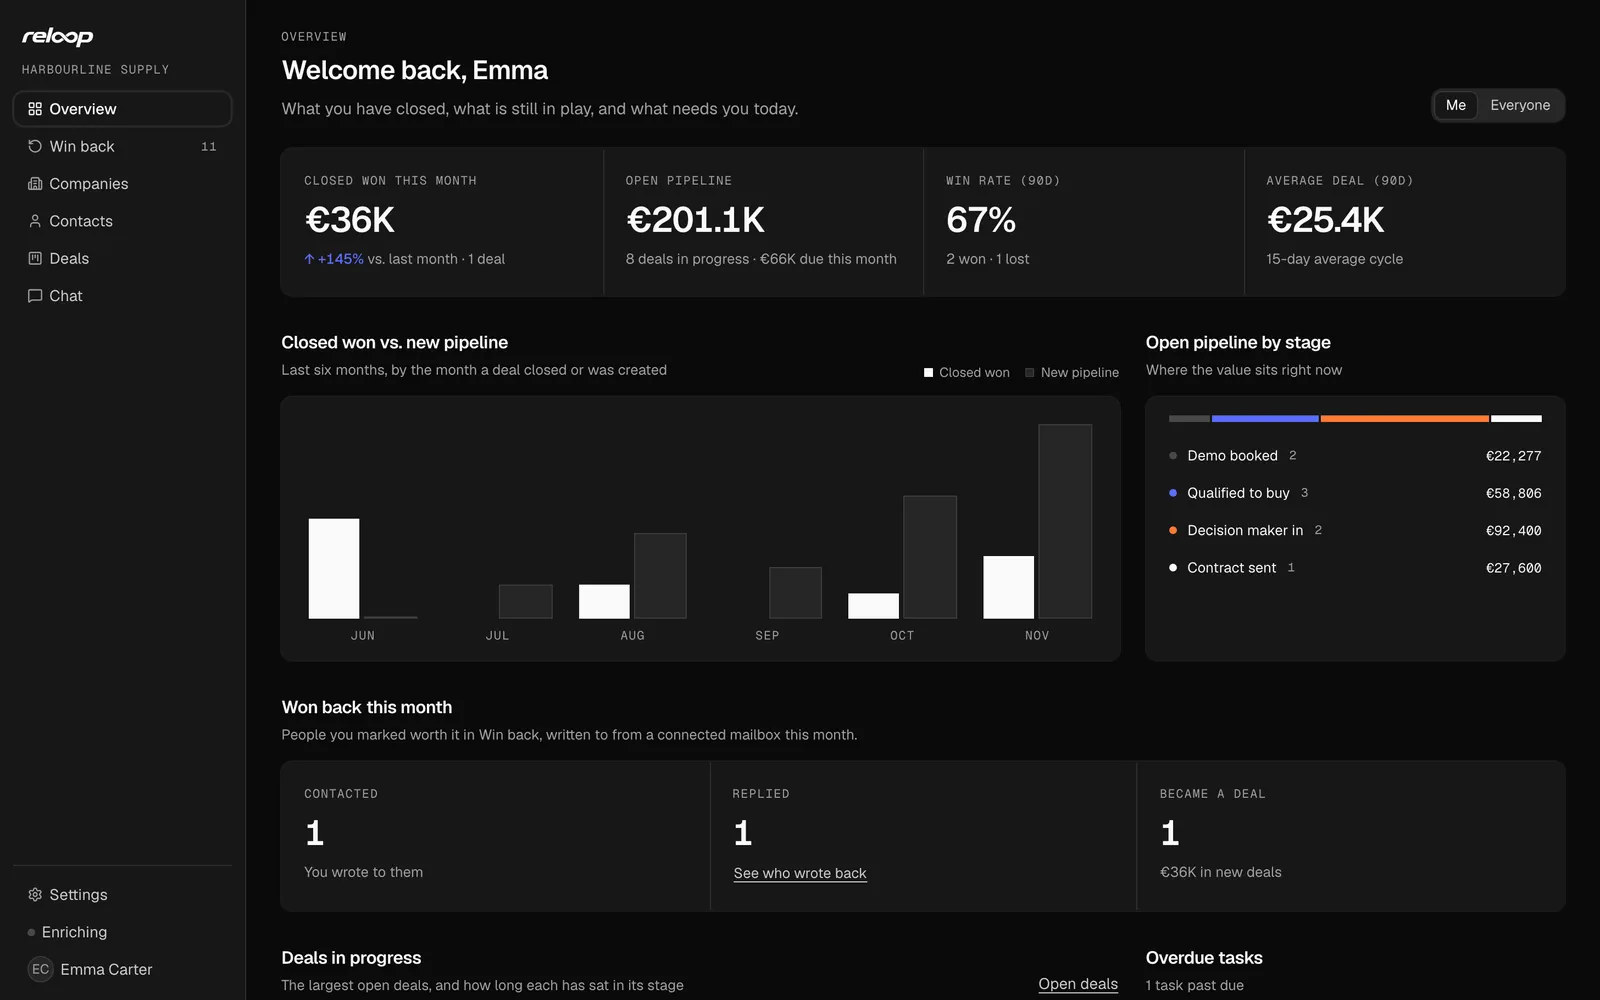 reloop
HARBOURLINE SUPPLY
Overview
Win back 11
Companies
Contacts
Deals
Chat
Settings
Enriching
EC Emma Carter
OVERVIEW
Welcome back, Emma
What you have closed, what is still in play, and what needs you today.
Me Everyone
CLOSED WON THIS MONTH
€36K
↑ +145% vs. last month · 1 deal
OPEN PIPELINE
€201.1K
8 deals in progress · €66K due this month
WIN RATE (90D)
67%
2 won · 1 lost
AVERAGE DEAL (90D)
€25.4K
15-day average cycle
Closed won vs. new pipeline
Last six months, by the month a deal closed or was created
Closed won New pipeline
JUN JUL AUG SEP OCT NOV
Open pipeline by stage
Where the value sits right now
Demo booked 2 €22,277
Qualified to buy 3 €58,806
Decision maker in 2 €92,400
Contract sent 1 €27,600
Won back this month
People you marked worth it in Win back, written to from a connected mailbox this month.
CONTACTED
1
You wrote to them
REPLIED
1
See who wrote back
BECAME A DEAL
1
€36K in new deals
Deals in progress
The largest open deals, and how long each has sat in its stage
Open deals
Overdue tasks
1 task past due